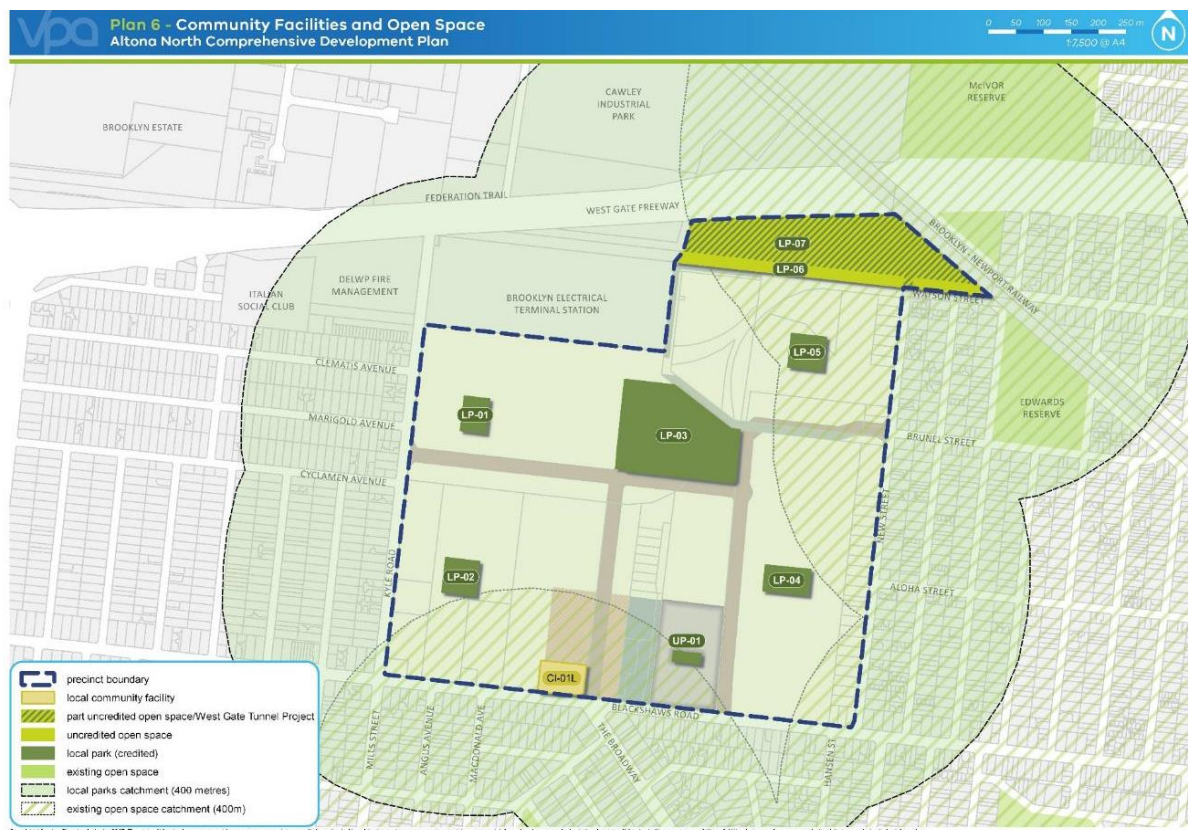 vpa
Plan 6 - Community Facilities and Open Space
Altona North Comprehensive Development Plan
0 50 100 150 200 250 m
1:7,500 @ A4
N
BROOKLYN ESTATE
CAWLEY
INDUSTRIAL
PARK
McIVOR
RESERVE
FEDERATION TRAIL
WEST GATE FREEWAY
BROOKLYN - NEWPORT RAILWAY
LP-07
LP-06
WATSON STREET
ITALIAN
SOCIAL CLUB
DELWP FIRE
MANAGEMENT
BROOKLYN ELECTRICAL
TERMINAL STATION
LP-05
CLEMATIS AVENUE
MARIGOLD AVENUE
LP-01
LP-03
EDWARDS
RESERVE
BRUNEL STREET
CYCLAMEN AVENUE
NEW STREET
KYLE ROAD
LP-02
LP-04
ALOHA STREET
UP-01
CI-01L
BLACKSHAWS ROAD
MILLS STREET
ANGUS AVENUE
MACDONALD AVE
THE BROADWAY
HANSEN ST
precinct boundary
local community facility
part uncredited open space/West Gate Tunnel Project
uncredited open space
local park (credited)
existing open space
local parks catchment (400 metres)
existing open space catchment (400m)